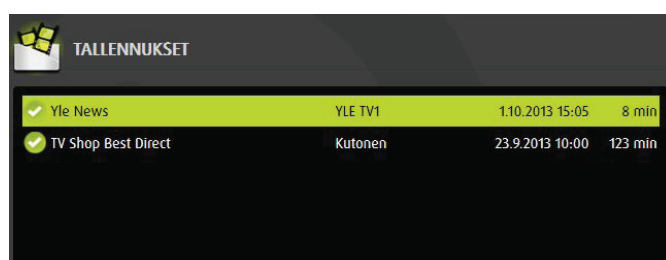 TALLENNUKSET
Yle News YLE TV1 1.10.2013 15:05 8 min
TV Shop Best Direct Kutonen 23.9.2013 10:00 123 min